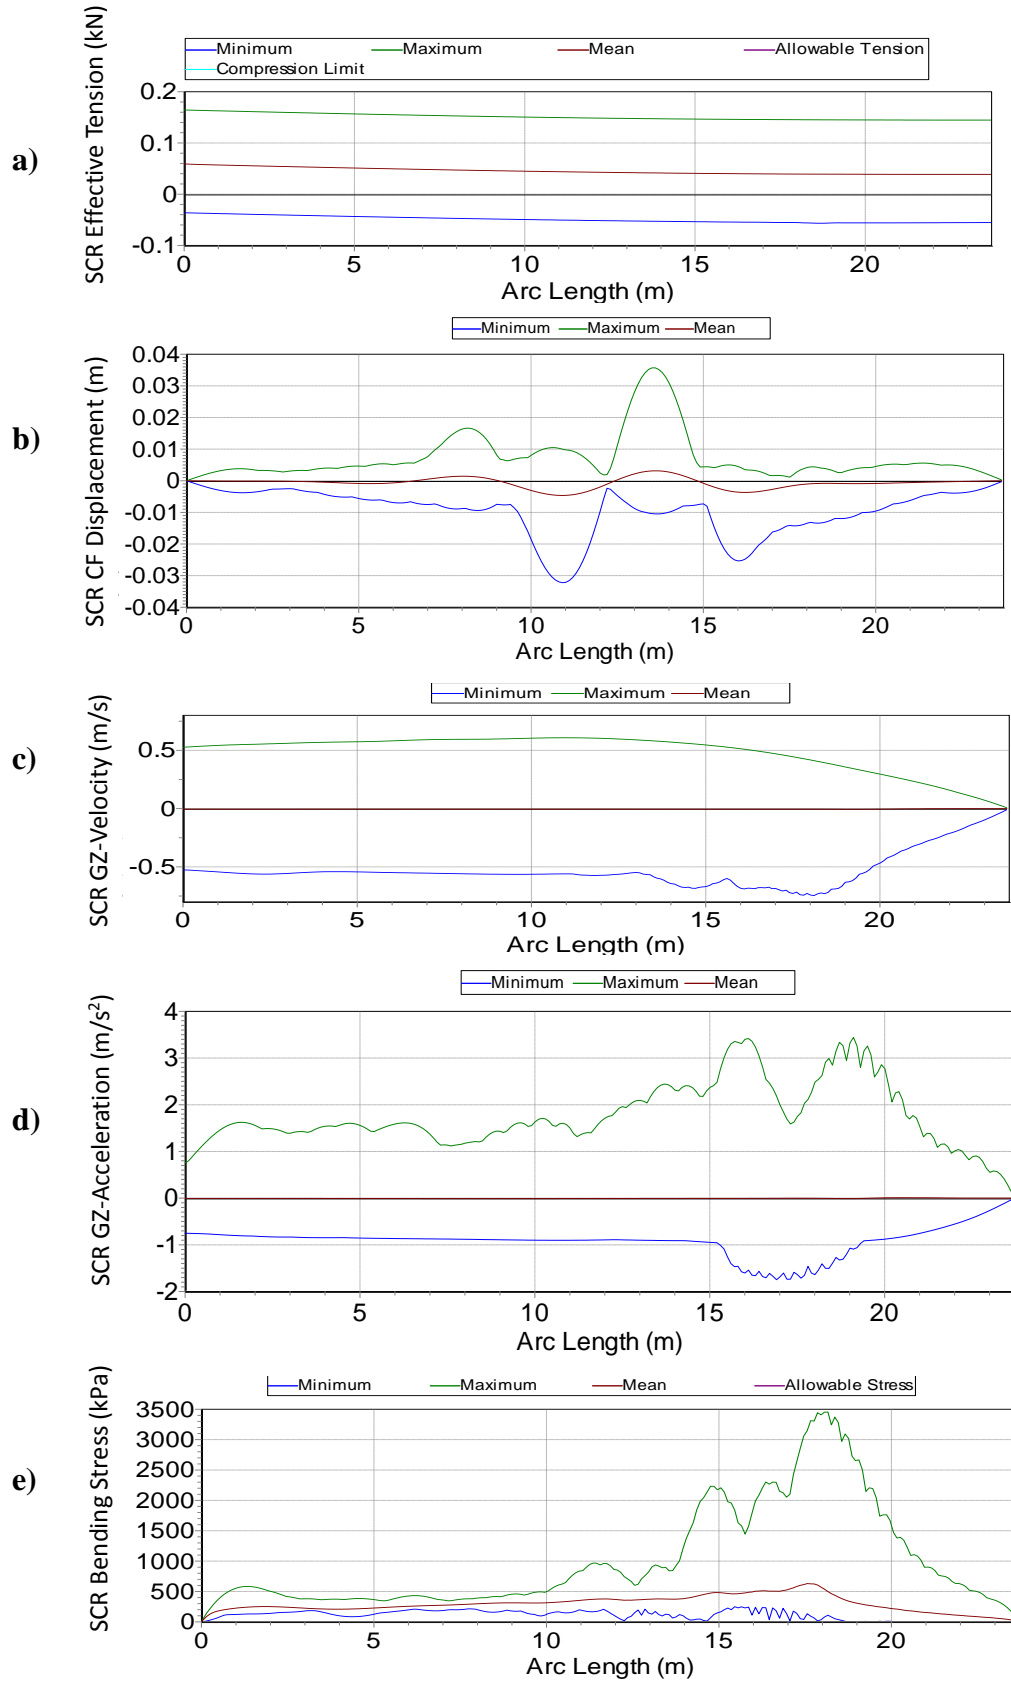 a)
SCR Effective Tension (kN)
Minimum Maximum Mean Allowable Tension
Compression Limit
0.2
0.1
0
-0.1
0 5 10 15 20
Arc Length (m)
b)
SCR CF Displacement (m)
Minimum Maximum Mean
0.04
0.03
0.02
0.01
0
-0.01
-0.02
-0.03
-0.04
0 5 10 15 20
Arc Length (m)
c)
SCR GZ-Velocity (m/s)
Minimum Maximum Mean
0.5
0
-0.5
0 5 10 15 20
Arc Length (m)
d)
SCR GZ-Acceleration (m/s²)
Minimum Maximum Mean
4
3
2
1
0
-1
-2
0 5 10 15 20
Arc Length (m)
e)
SCR Bending Stress (kPa)
Minimum Maximum Mean Allowable Stress
3500
3000
2500
2000
1500
1000
500
0
0 5 10 15 20
Arc Length (m)